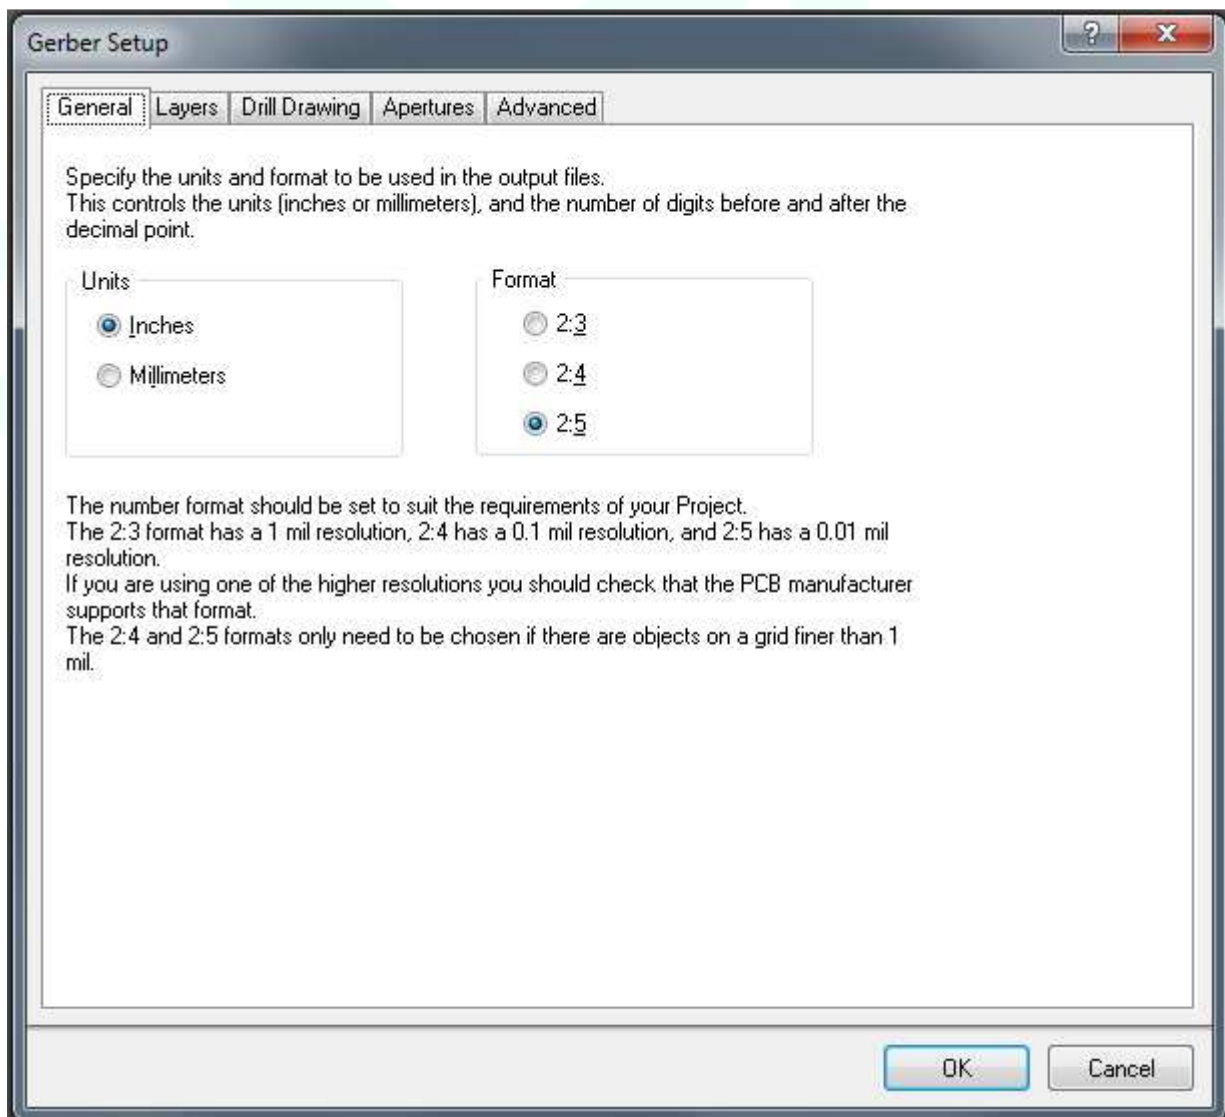 Gerber Setup
General Layers Drill Drawing Apertures Advanced
Specify the units and format to be used in the output files.
This controls the units (inches or millimeters), and the number of digits before and after the
decimal point.
Units
Inches
Millimeters
Format
2:3
2:4
2:5
The number format should be set to suit the requirements of your Project.
The 2:3 format has a 1 mil resolution, 2:4 has a 0.1 mil resolution, and 2:5 has a 0.01 mil
resolution.
If you are using one of the higher resolutions you should check that the PCB manufacturer
supports that format.
The 2:4 and 2:5 formats only need to be chosen if there are objects on a grid finer than 1
mil.
OK Cancel